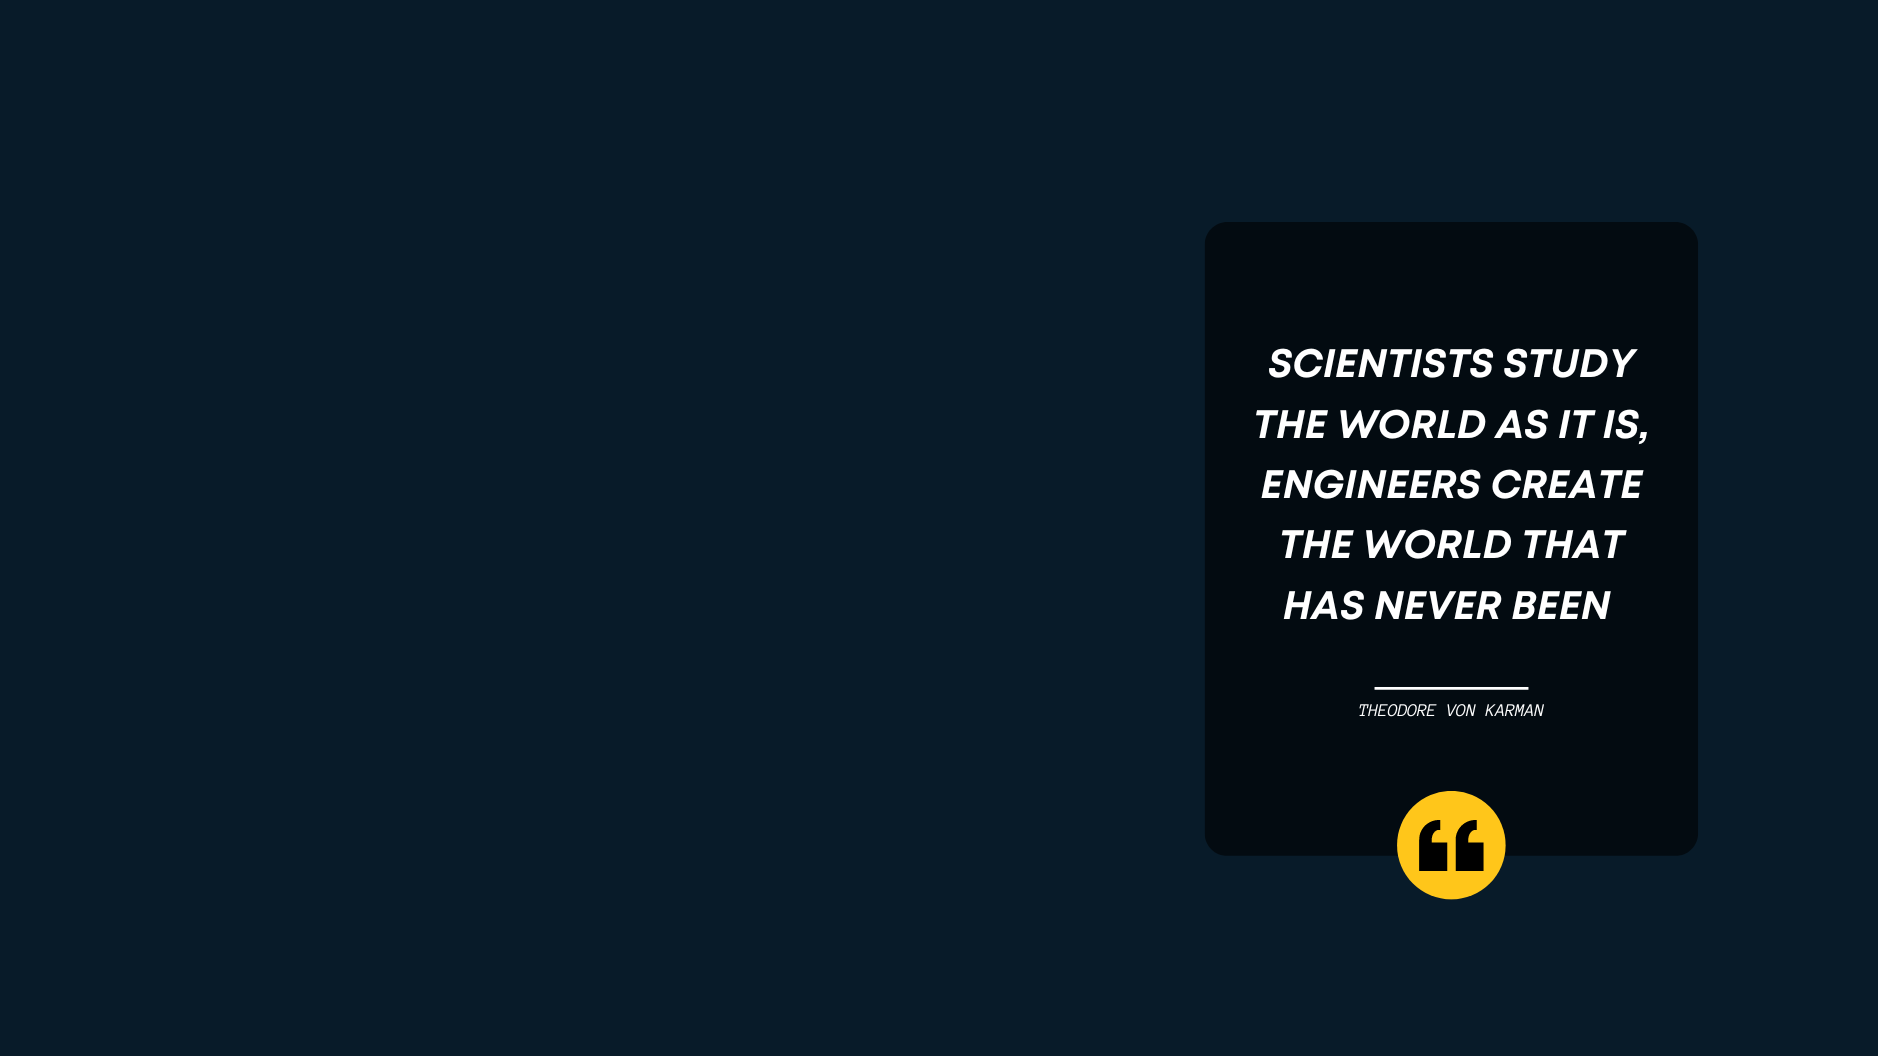 SCIENTISTS STUDY
THE WORLD AS IT IS,
ENGINEERS CREATE
THE WORLD THAT
HAS NEVER BEEN
THEODORE VON KARMAN